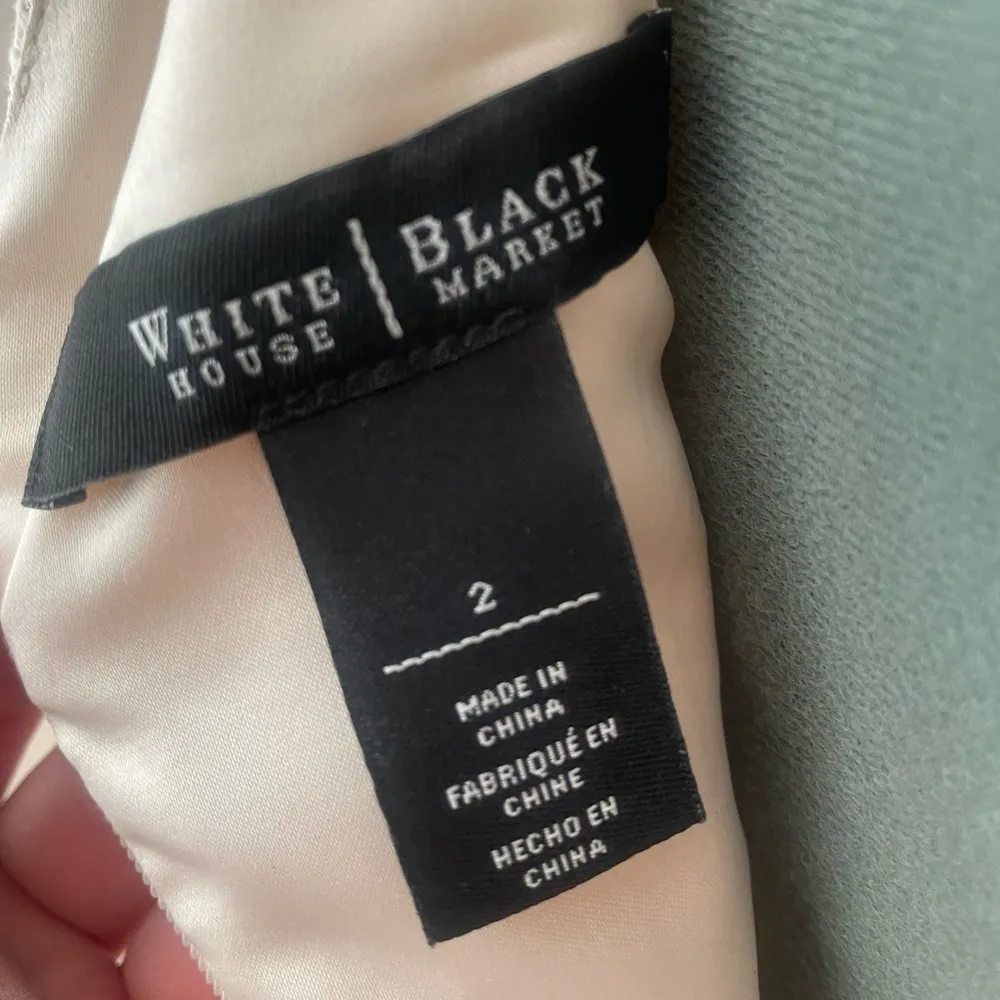 WHITE | BLACK
HOUSE | MARKET
2
MADE IN
CHINA
FABRIQUÉ EN
CHINE
HECHO EN
CHINA